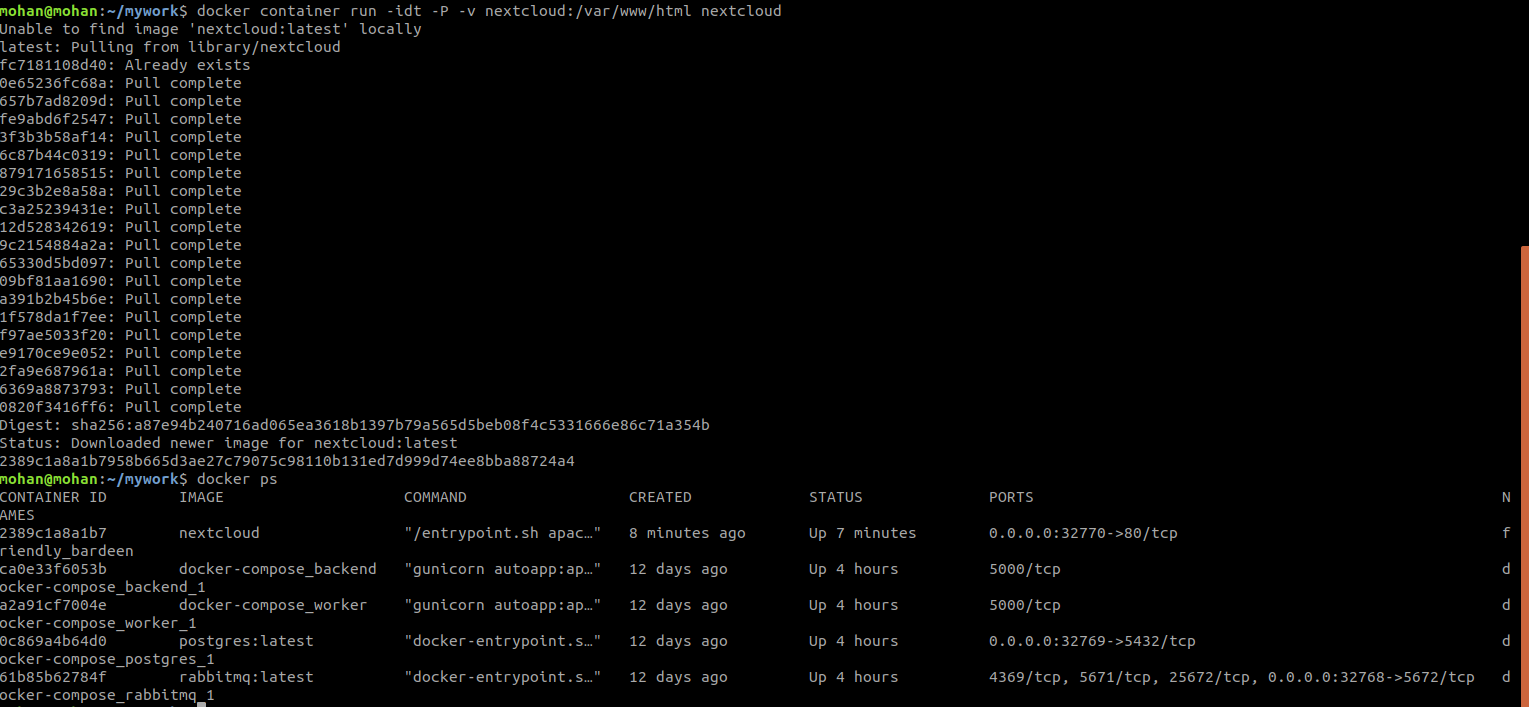 mohan@mohan:~/mywork$ docker container run -idt -P -v nextcloud:/var/www/html nextcloud
Unable to find image 'nextcloud:latest' locally
latest: Pulling from library/nextcloud
fc7181108d40: Already exists
0e65236fc68a: Pull complete
657b7ad8209d: Pull complete
fe9abd6f2547: Pull complete
3f3b3b58af14: Pull complete
6c87b44c0319: Pull complete
879171658515: Pull complete
29c3b2e8a58a: Pull complete
c3a25239431e: Pull complete
12d528342619: Pull complete
9c2154884a2a: Pull complete
65330d5bd097: Pull complete
09bf81aa1690: Pull complete
a391b2b45b6e: Pull complete
1f578da1f7ee: Pull complete
f97ae5033f20: Pull complete
e9170ce9e052: Pull complete
2fa9e687961a: Pull complete
6369a8873793: Pull complete
0820f3416ff6: Pull complete
Digest: sha256:a87e94b240716ad065ea3618b1397b79a565d5beb08f4c5331666e86c71a354b
Status: Downloaded newer image for nextcloud:latest
2389c1a8a1b7958b665d3ae27c79075c98110b131ed7d999d74ee8bba88724a4
mohan@mohan:~/mywork$ docker ps
CONTAINER ID        IMAGE                    COMMAND                  CREATED             STATUS              PORTS                                                    N
AMES
2389c1a8a1b7        nextcloud                "/entrypoint.sh apac…"   8 minutes ago       Up 7 minutes        0.0.0.0:32770->80/tcp                                    f
riendly_bardeen
ca0e33f6053b        docker-compose_backend   "gunicorn autoapp:ap…"   12 days ago         Up 4 hours          5000/tcp                                                 d
ocker-compose_backend_1
a2a91cf7004e        docker-compose_worker    "gunicorn autoapp:ap…"   12 days ago         Up 4 hours          5000/tcp                                                 d
ocker-compose_worker_1
0c869a4b64d0        postgres:latest          "docker-entrypoint.s…"   12 days ago         Up 4 hours          0.0.0.0:32769->5432/tcp                                  d
ocker-compose_postgres_1
61b85b62784f        rabbitmq:latest          "docker-entrypoint.s…"   12 days ago         Up 4 hours          4369/tcp, 5671/tcp, 25672/tcp, 0.0.0.0:32768->5672/tcp   d
ocker-compose_rabbitmq_1